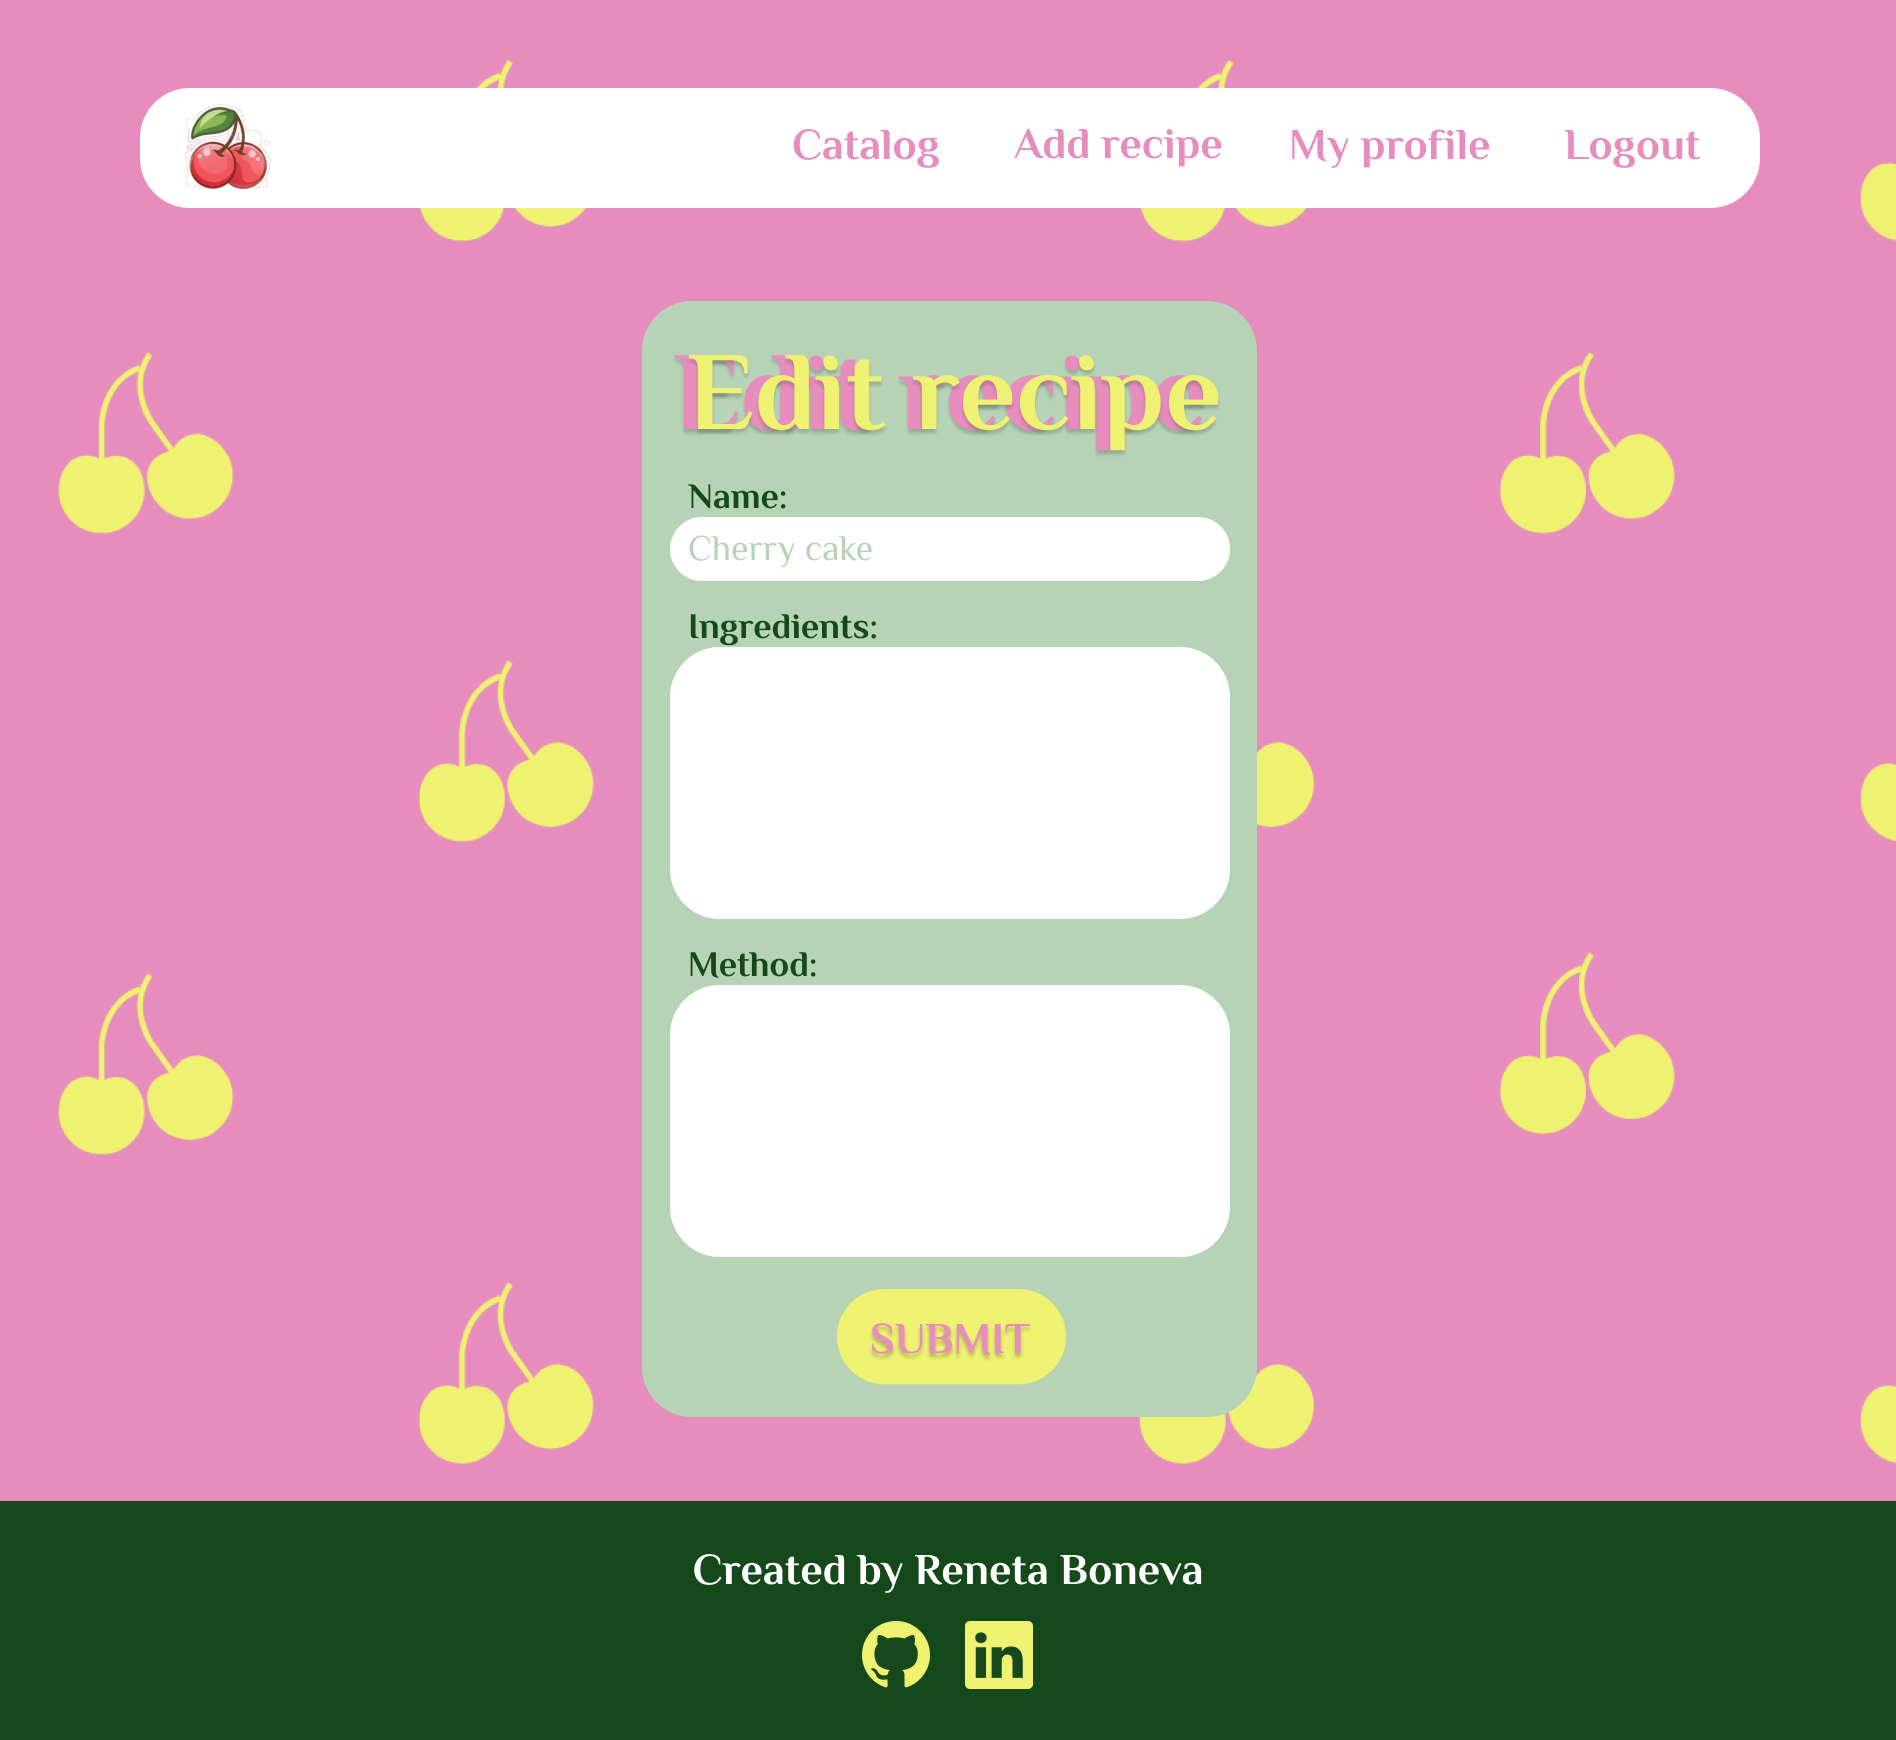 Catalog Add recipe My profile Logout
Edit recipe
Name:
Cherry cake
Ingredients:
Method:
SUBMIT
Created by Reneta Boneva
in